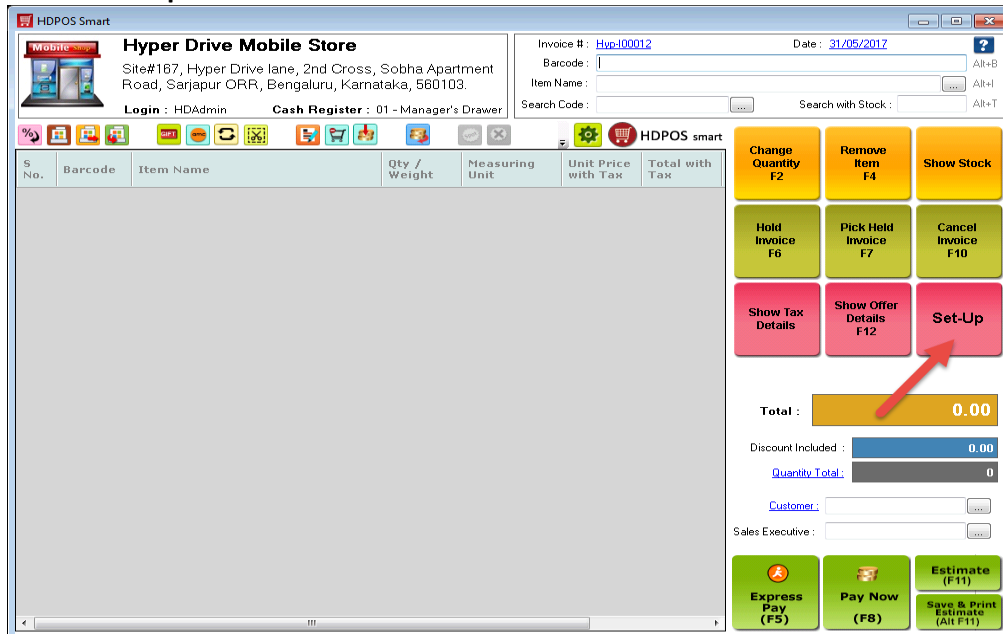 HDPOS Smart
Mobile Shop
Hyper Drive Mobile Store
Site#167, Hyper Drive lane, 2nd Cross, Sobha Apartment
Road, Sarjapur ORR, Bengaluru, Karnataka, 560103.
Login : HDAdmin Cash Register : 01 - Manager's Drawer
Invoice # : Hyp-I00012 Date : 31/05/2017 ?
Barcode : Alt+B
Item Name : ... Alt+I
Search Code : ... Search with Stock : Alt+T
% GIFT HDPOS smart
S No. Barcode Item Name Qty / Weight Measuring Unit Unit Price with Tax Total with Tax
Change Quantity F2
Remove Item F4
Show Stock
Hold Invoice F6
Pick Held Invoice F7
Cancel Invoice F10
Show Tax Details
Show Offer Details F12
Set-Up
Total : 0.00
Discount Included : 0.00
Quantity Total : 0
Customer : ...
Sales Executive : ...
Express Pay (F5)
Pay Now (F8)
Estimate (F11)
Save & Print Estimate (Alt F11)